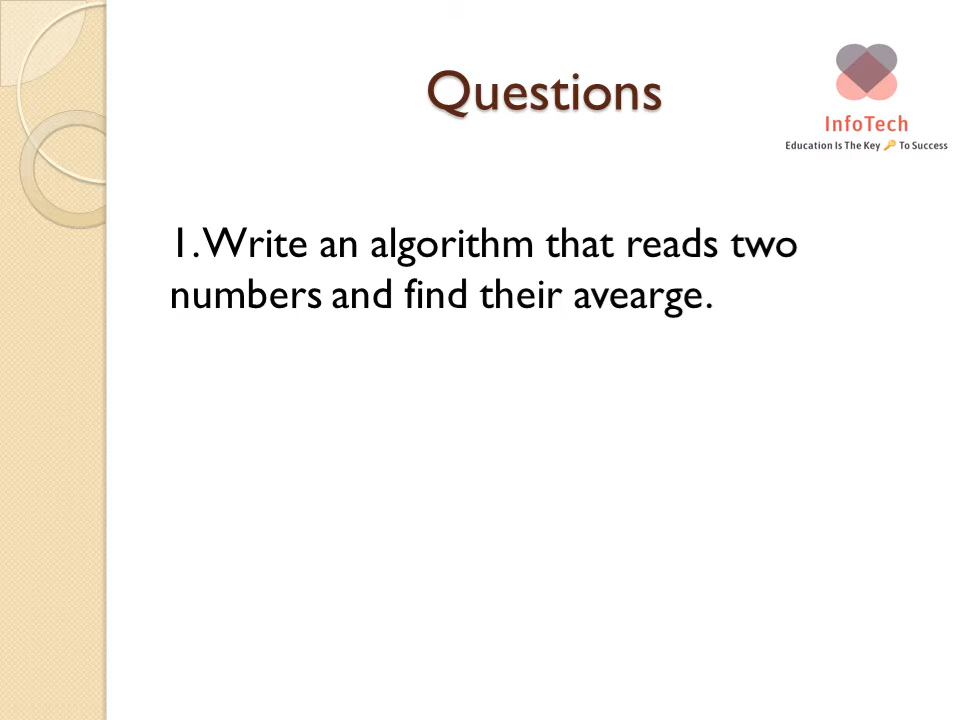 Questions
InfoTech
Education Is The Key 🔑 To Success
1. Write an algorithm that reads two
numbers and find their avearge.